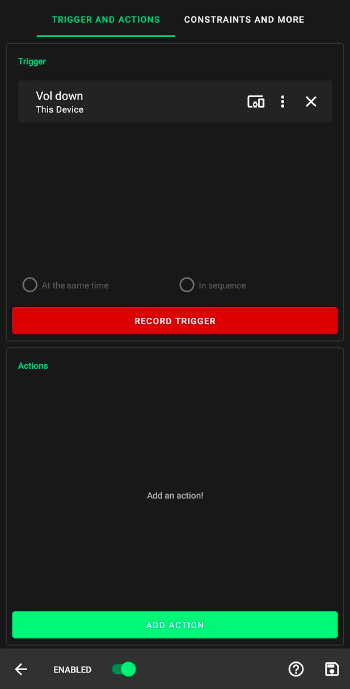 TRIGGER AND ACTIONS
CONSTRAINTS AND MORE
Trigger
Vol down
This Device
At the same time
In sequence
RECORD TRIGGER
Actions
Add an action!
ADD ACTION
ENABLED